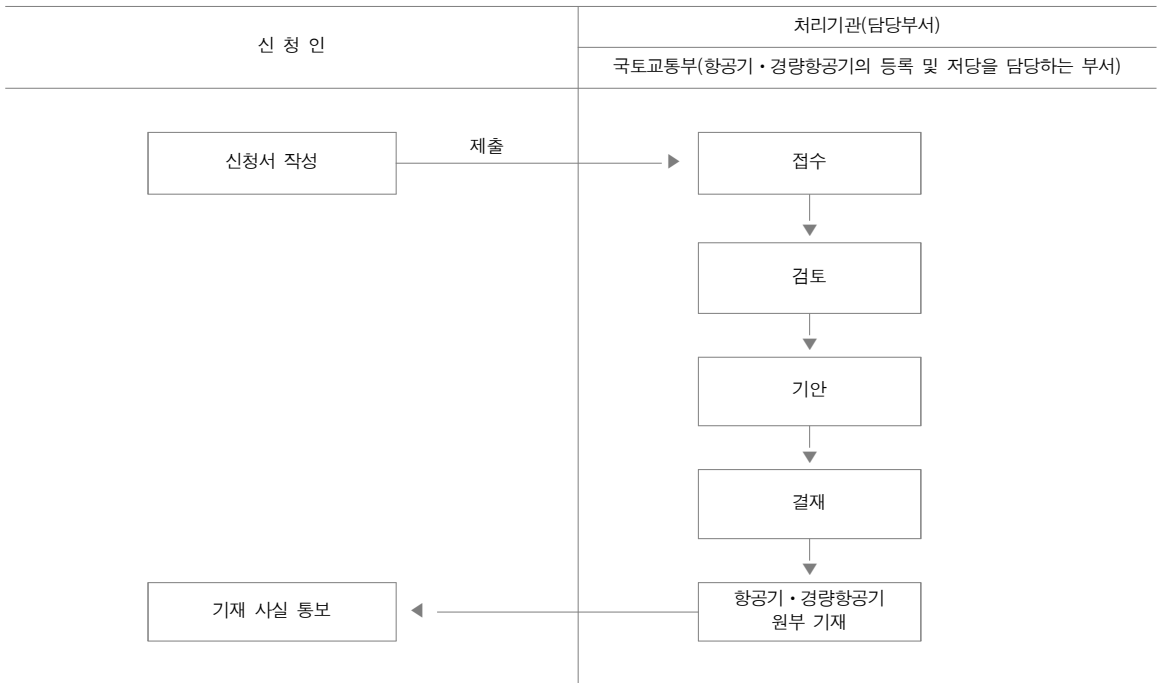 신 청 인
처리기관(담당부서)
국토교통부(항공기・경량항공기의 등록 및 저당을 담당하는 부서)
신청서 작성
제출
접수
검토
기안
결재
기재 사실 통보
항공기・경량항공기
원부 기재